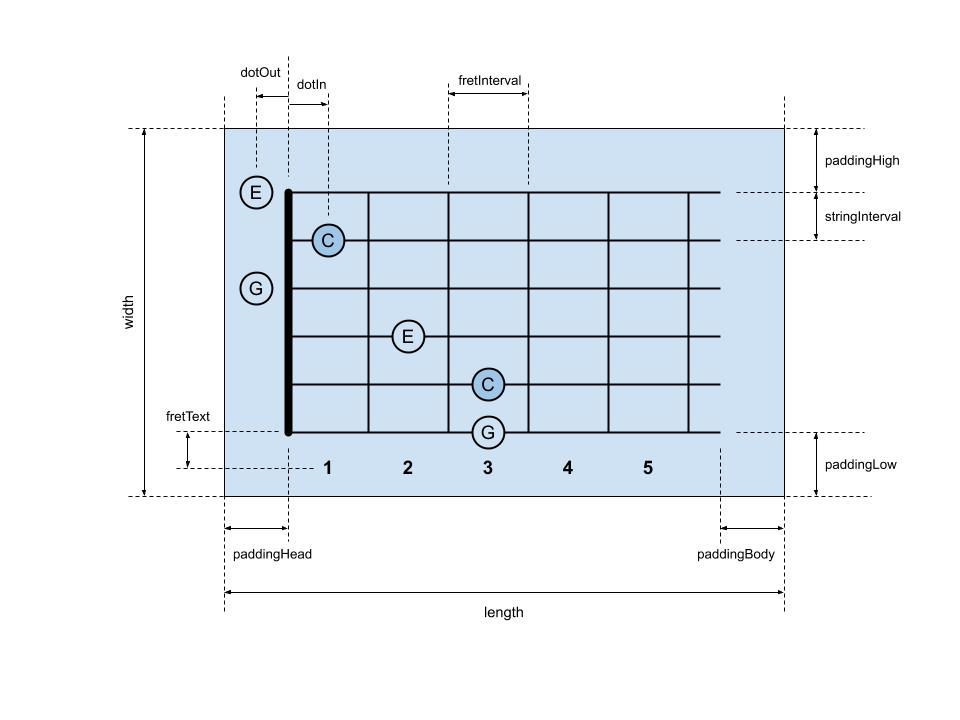 dotOut
dotIn
fretInterval
paddingHigh
E
stringInterval
C
G
width
E
C
fretText
G
1 2 3 4 5
paddingLow
paddingHead
paddingBody
length